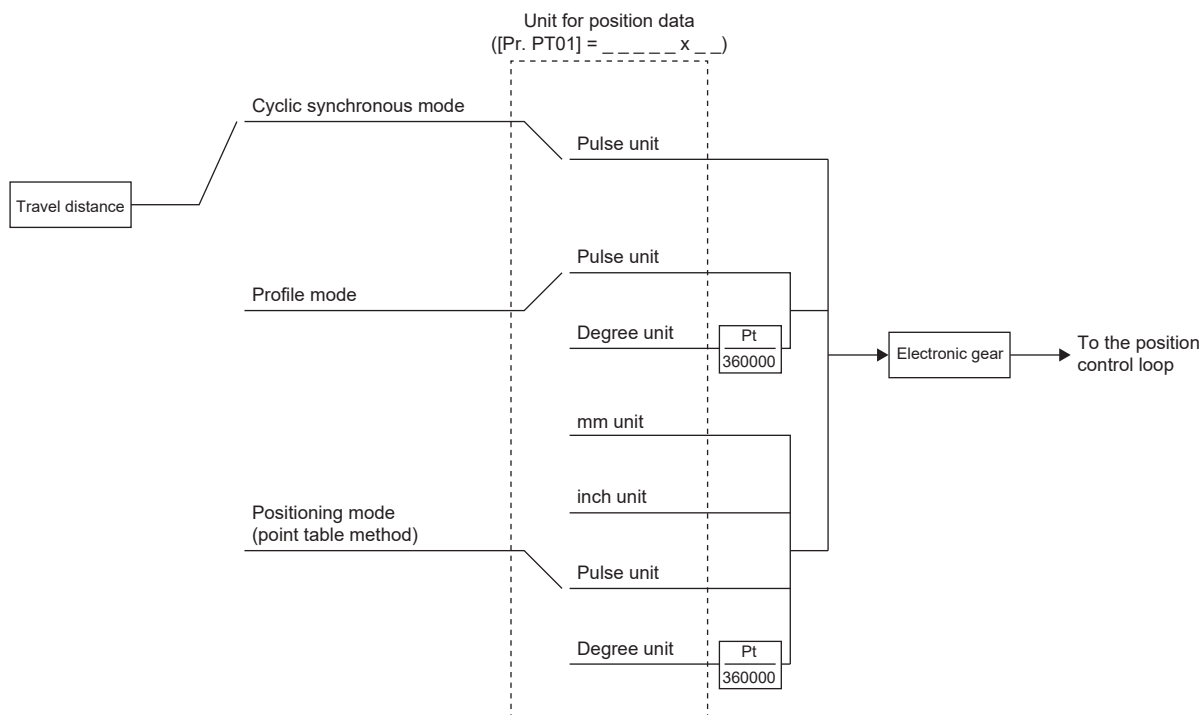 Unit for position data
([Pr. PT01] = _ _ _ _ _ x _ _)
Cyclic synchronous mode
Pulse unit
Travel distance
Pulse unit
Profile mode
Degree unit
Pt
360000
Electronic gear
To the position
control loop
mm unit
inch unit
Positioning mode
(point table method)
Pulse unit
Degree unit
Pt
360000